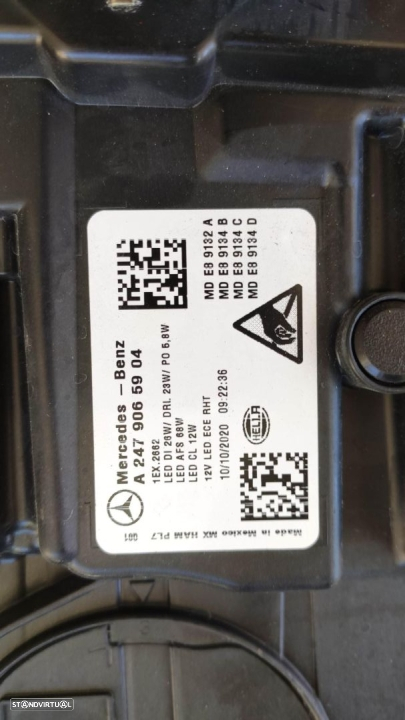 Mercedes - Benz
A 247 906 59 04
1EX.2662
LED DI 26W/ DRL 23W/ PO 5,8W
LED AFS 68W
LED CL 12W
12V LED ECE RHT
10/10/2020 09:22:36
HELLA
MD E8 9132 A
MD E8 9134 B
MD E8 9134 C
MD E8 9134 D
G01 Made in Mexico MX HAM PL7
STANDVIRTUAL